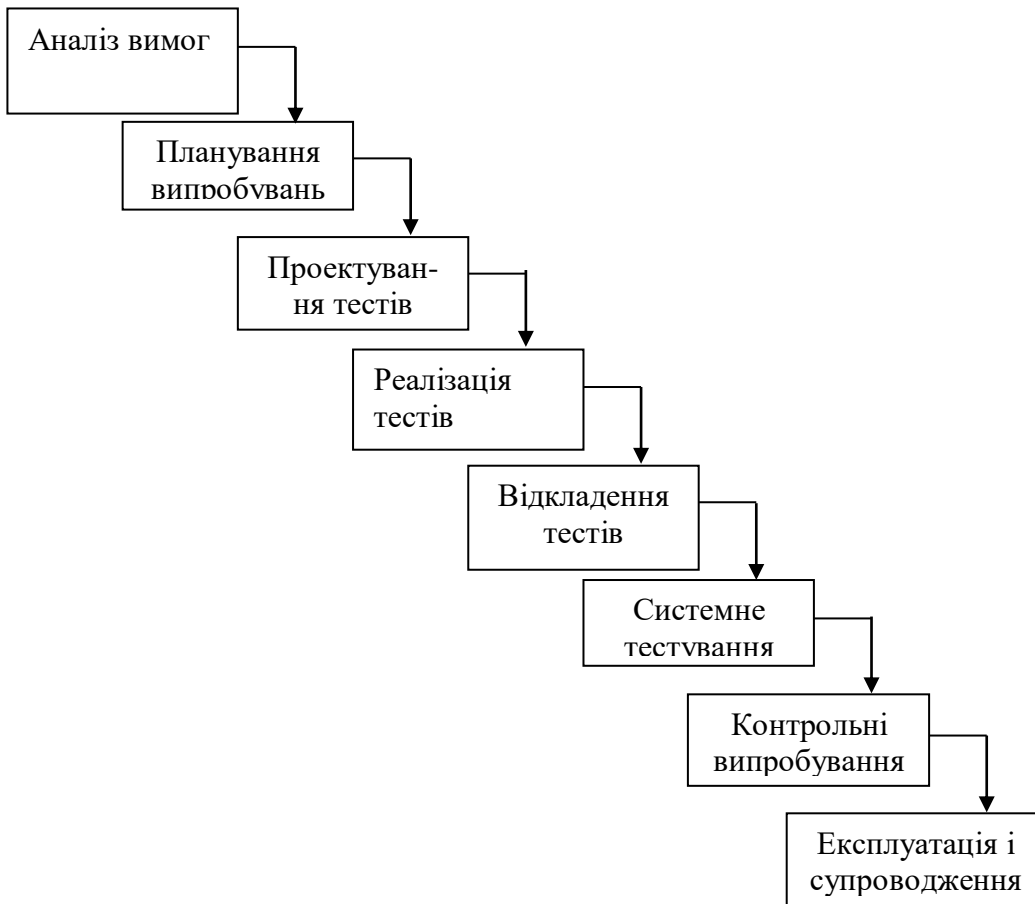 Аналіз вимог
Планування
випробувань
Проектуван-
ня тестів
Реалізація
тестів
Відкладення
тестів
Системне
тестування
Контрольні
випробування
Експлуатація і
супроводження